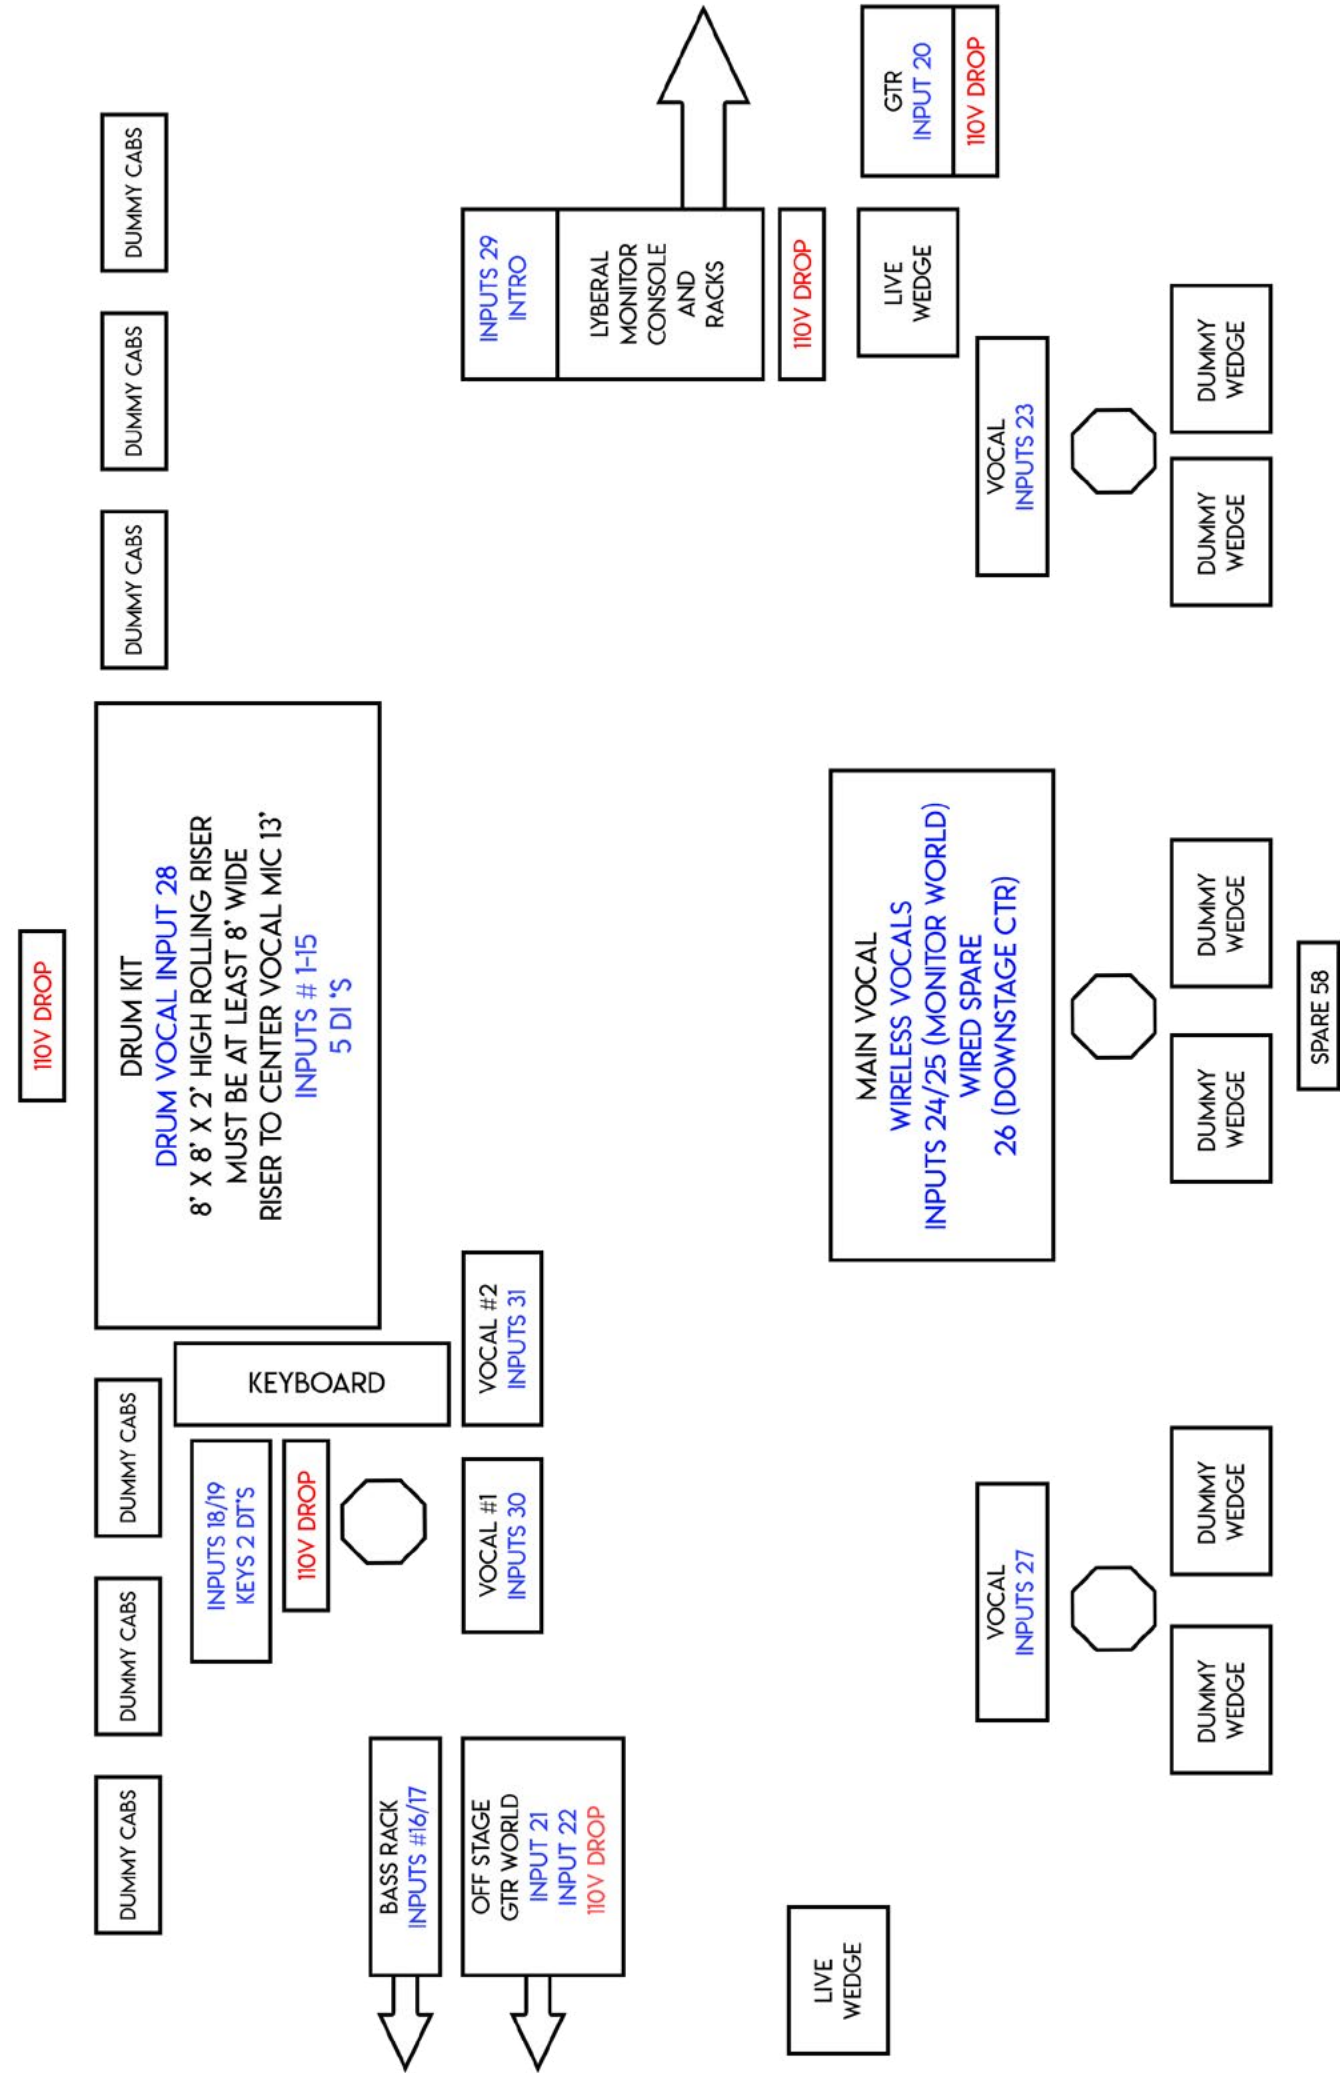 110V DROP
DUMMY CABS
DUMMY CABS
DUMMY CABS
DRUM KIT
DRUM VOCAL INPUT 28
8' X 8' X 2' HIGH ROLLING RISER
MUST BE AT LEAST 8' WIDE
RISER TO CENTER VOCAL MIC 13'
INPUTS # 1-15
5 DI 'S
DUMMY CABS
DUMMY CABS
DUMMY CABS
KEYBOARD
INPUTS 18/19
KEYS 2 DT'S
110V DROP
BASS RACK
INPUTS #16/17
OFF STAGE
GTR WORLD
INPUT 21
INPUT 22
110V DROP
VOCAL #1
INPUTS 30
VOCAL #2
INPUTS 31
INPUTS 29
INTRO
LYBERAL
MONITOR
CONSOLE
AND
RACKS
110V DROP
GTR
INPUT 20
110V DROP
LIVE
WEDGE
LIVE
WEDGE
VOCAL
INPUTS 27
MAIN VOCAL
WIRELESS VOCALS
INPUTS 24/25 (MONITOR WORLD)
WIRED SPARE
26 (DOWNSTAGE CTR)
VOCAL
INPUTS 23
DUMMY
WEDGE
DUMMY
WEDGE
DUMMY
WEDGE
DUMMY
WEDGE
DUMMY
WEDGE
DUMMY
WEDGE
SPARE 58